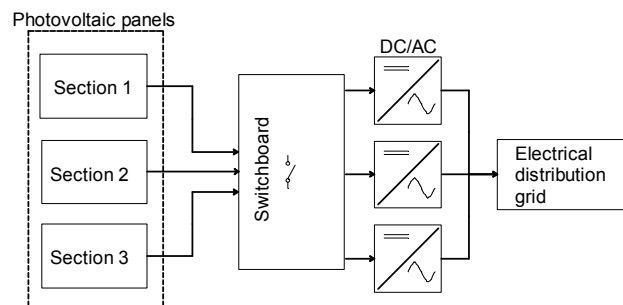 Photovoltaic panels
Section 1
Section 2
Section 3
Switchboard
DC/AC
Electrical
distribution
grid